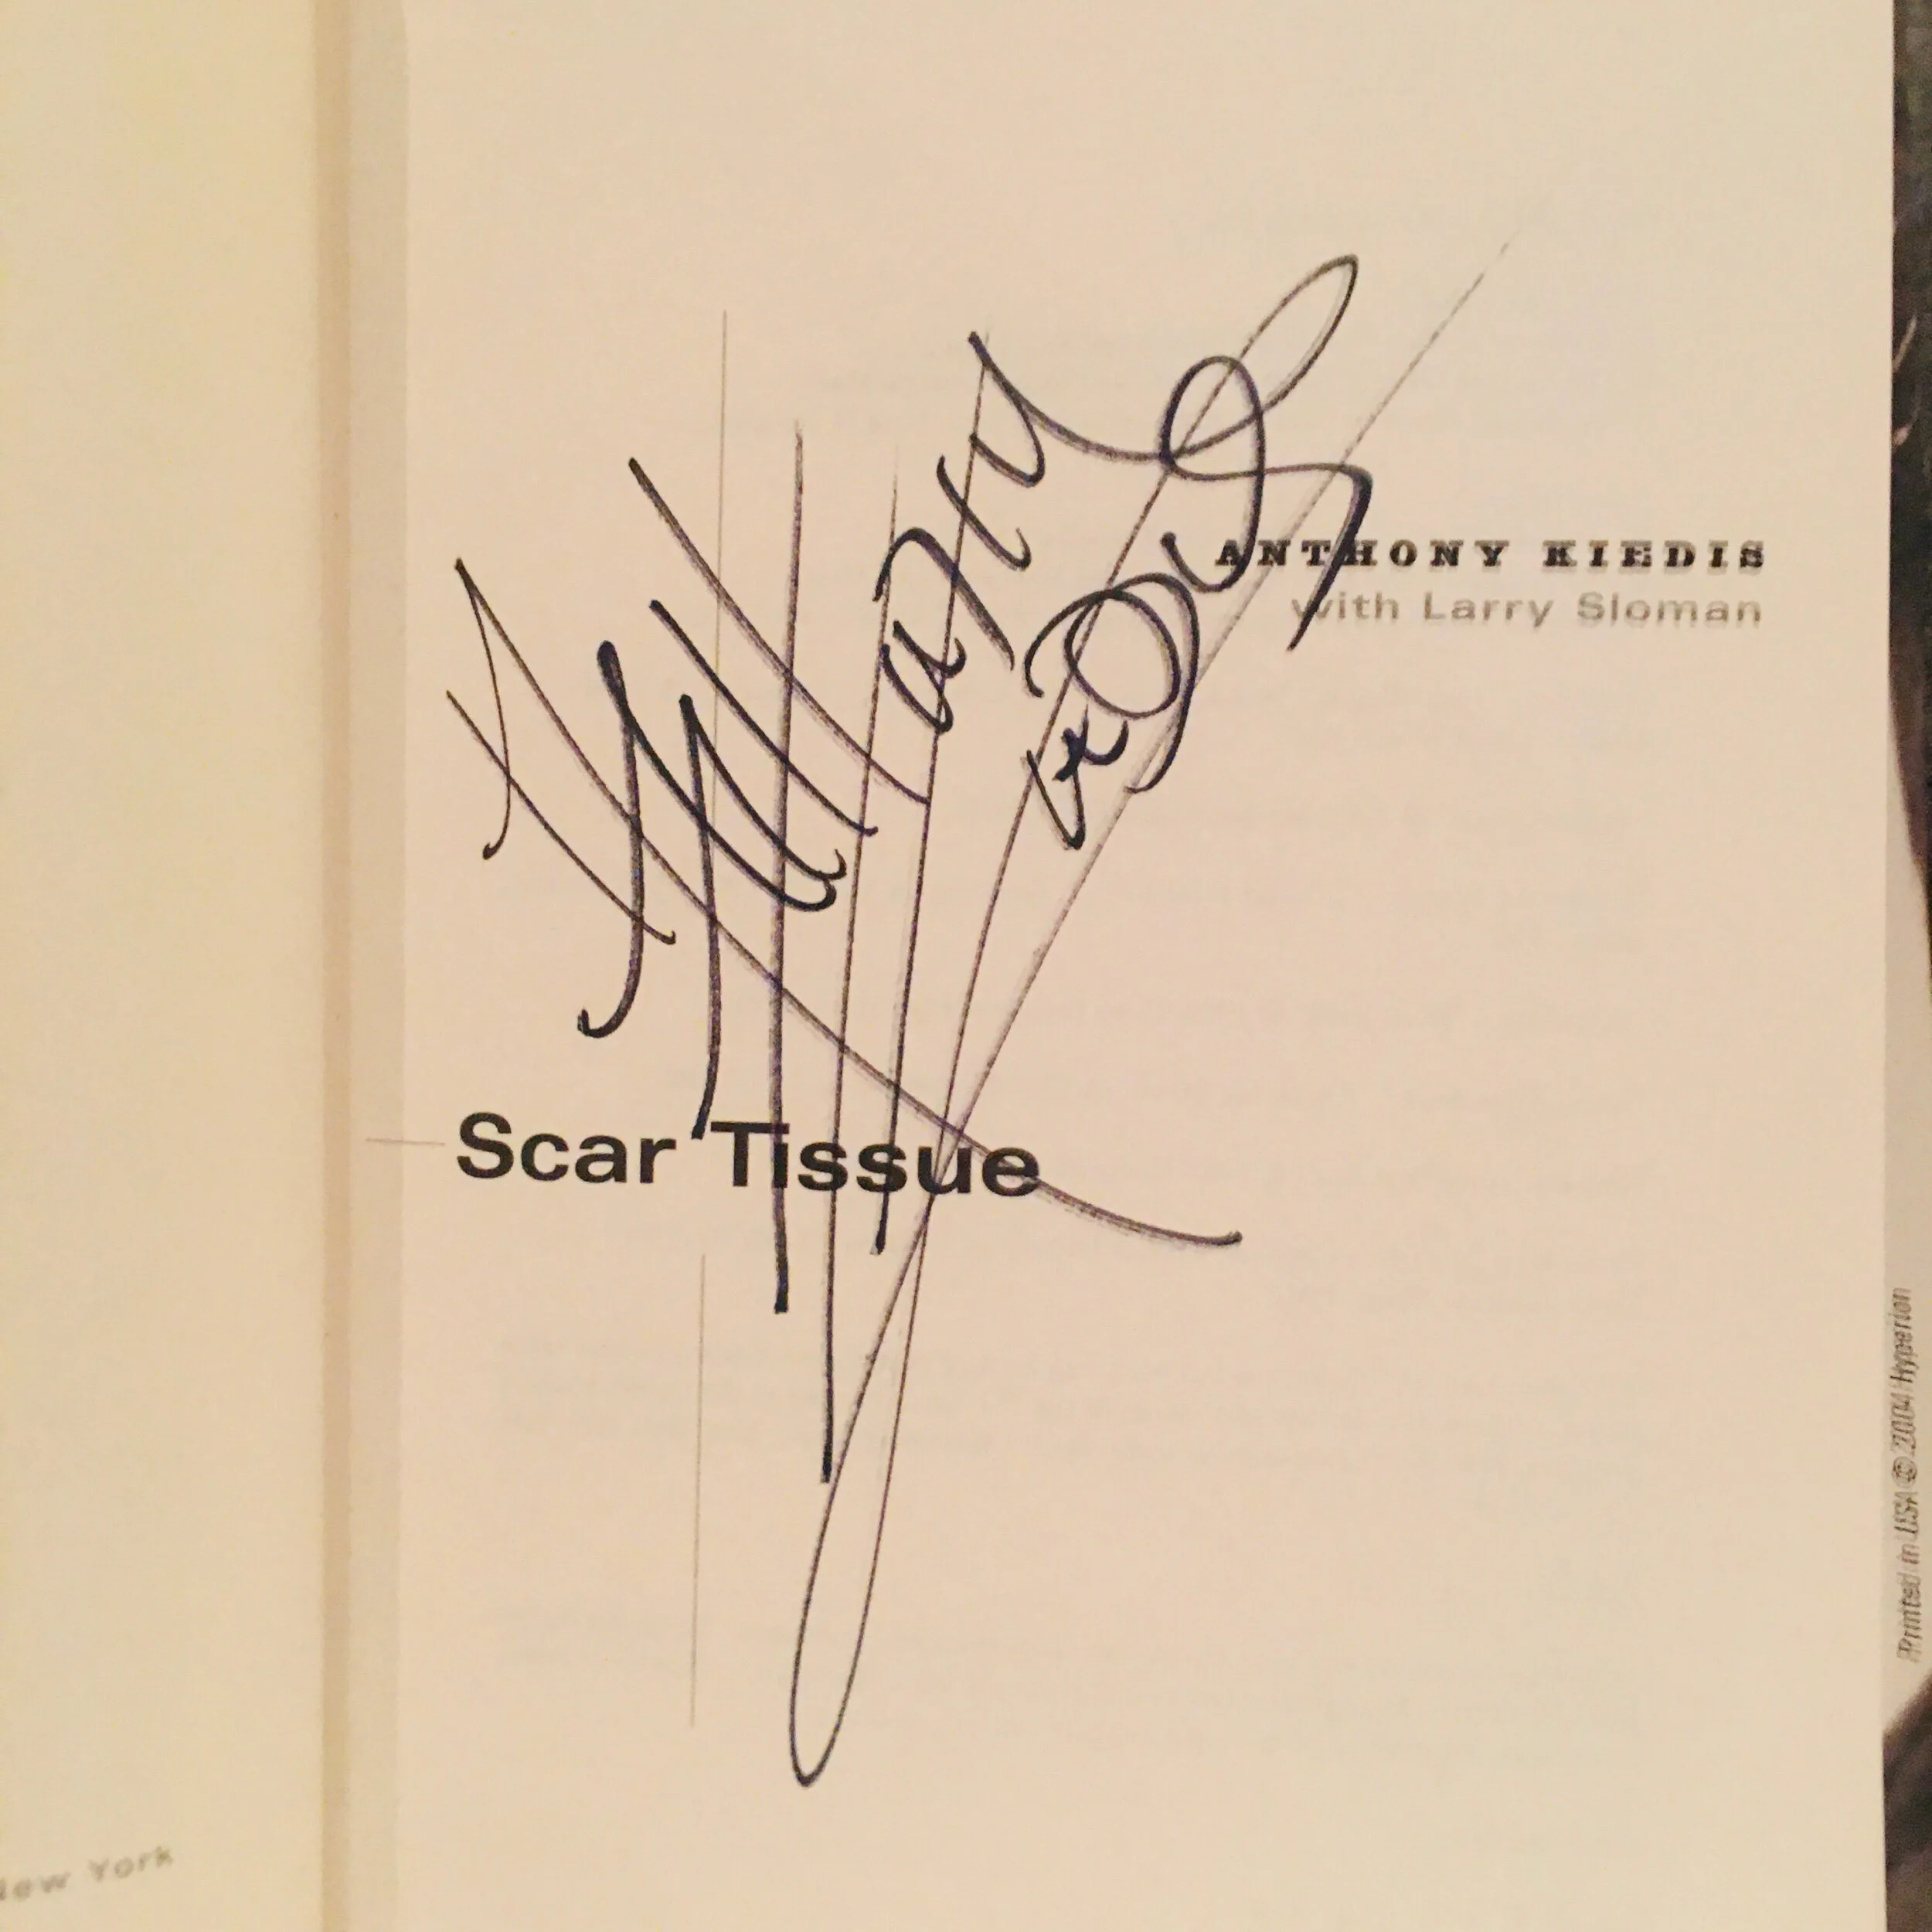 ANTHONY KIEDIS
with Larry Sloman
Scar Tissue
New York
Printed in USA © 2004 Hyperion